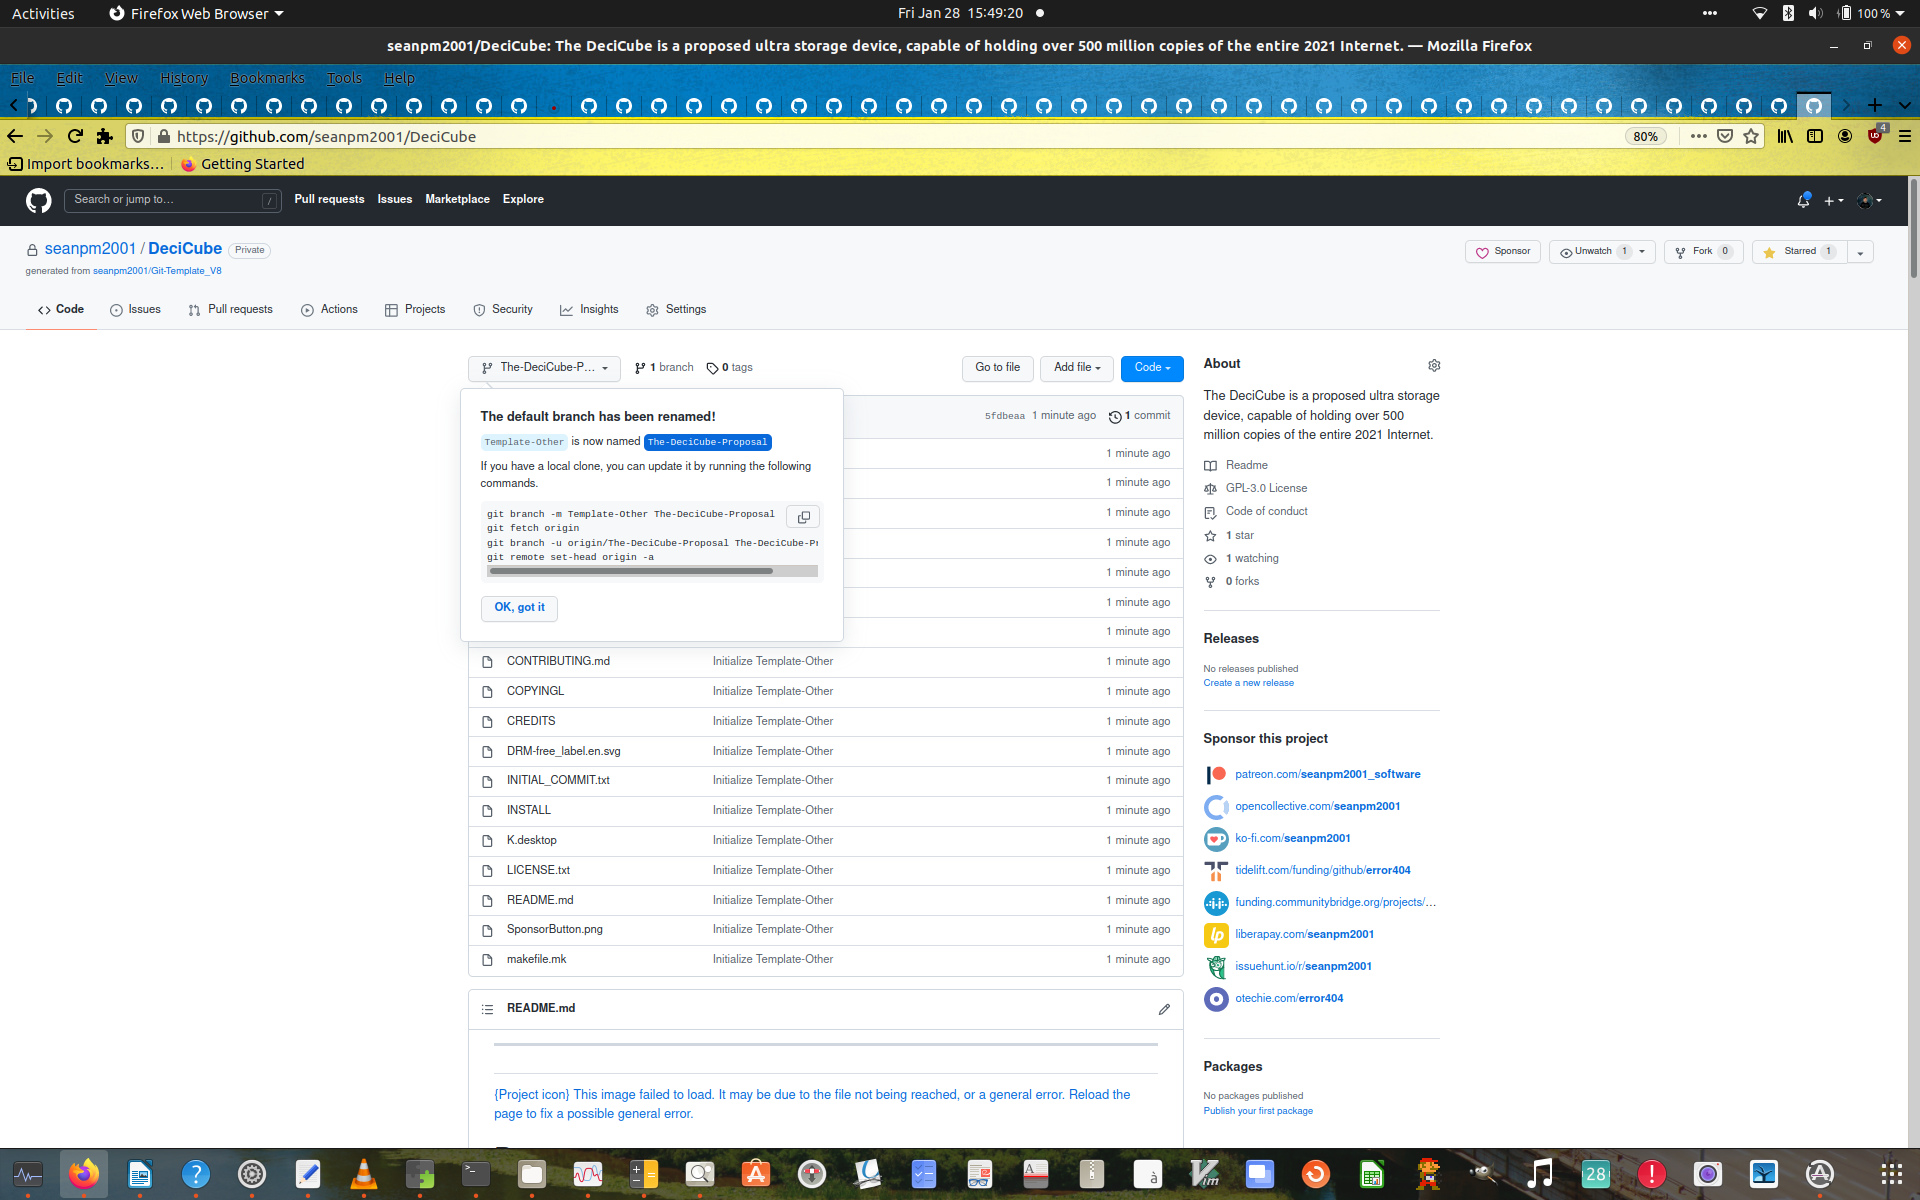 Activities
Firefox Web Browser
Fri Jan 28 15:49:20
100 %
seanpm2001/DeciCube: The DeciCube is a proposed ultra storage device, capable of holding over 500 million copies of the entire 2021 Internet. — Mozilla Firefox
File Edit View History Bookmarks Tools Help
https://github.com/seanpm2001/DeciCube
80%
4
Import bookmarks…
Getting Started
Search or jump to…
/
Pull requests
Issues
Marketplace
Explore
seanpm2001 / DeciCube
Private
generated from seanpm2001/Git-Template_V8
Sponsor
Unwatch 1
Fork 0
Starred 1
Code
Issues
Pull requests
Actions
Projects
Security
Insights
Settings
The-DeciCube-P…
1 branch
0 tags
Go to file
Add file
Code
The default branch has been renamed!
Template-Other is now named The-DeciCube-Proposal
If you have a local clone, you can update it by running the following
commands.
git branch -m Template-Other The-DeciCube-Proposal
git fetch origin
git branch -u origin/The-DeciCube-Proposal The-DeciCube-Pr
git remote set-head origin -a
OK, got it
5fdbeaa 1 minute ago
1 commit
1 minute ago
1 minute ago
1 minute ago
1 minute ago
1 minute ago
1 minute ago
1 minute ago
CONTRIBUTING.md Initialize Template-Other 1 minute ago
COPYINGL Initialize Template-Other 1 minute ago
CREDITS Initialize Template-Other 1 minute ago
DRM-free_label.en.svg Initialize Template-Other 1 minute ago
INITIAL_COMMIT.txt Initialize Template-Other 1 minute ago
INSTALL Initialize Template-Other 1 minute ago
K.desktop Initialize Template-Other 1 minute ago
LICENSE.txt Initialize Template-Other 1 minute ago
README.md Initialize Template-Other 1 minute ago
SponsorButton.png Initialize Template-Other 1 minute ago
makefile.mk Initialize Template-Other 1 minute ago
README.md
{Project icon} This image failed to load. It may be due to the file not being reached, or a general error. Reload the
page to fix a possible general error.
About
The DeciCube is a proposed ultra storage
device, capable of holding over 500
million copies of the entire 2021 Internet.
Readme
GPL-3.0 License
Code of conduct
1 star
1 watching
0 forks
Releases
No releases published
Create a new release
Sponsor this project
patreon.com/seanpm2001_software
opencollective.com/seanpm2001
ko-fi.com/seanpm2001
tidelift.com/funding/github/error404
funding.communitybridge.org/projects/…
lp
liberapay.com/seanpm2001
issuehunt.io/r/seanpm2001
otechie.com/error404
Packages
No packages published
Publish your first package
28